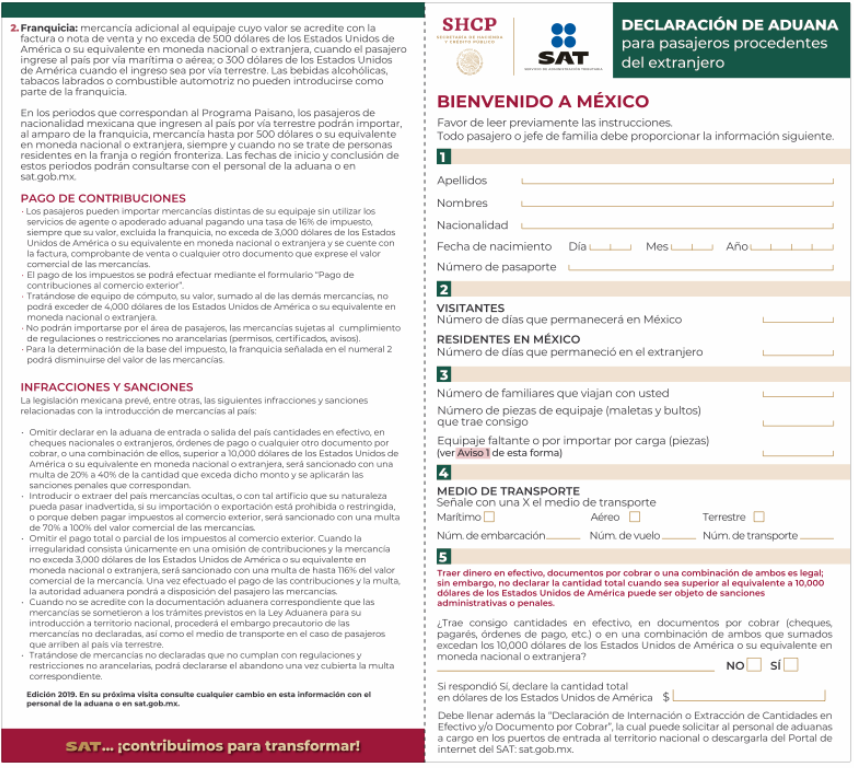 2. Franquicia: mercancía adicional al equipaje cuyo valor se acredite con la
factura o nota de venta y no exceda de 500 dólares de los Estados Unidos de
América o su equivalente en moneda nacional o extranjera, cuando el pasajero
ingrese al país por vía marítima o aérea; o 300 dólares de los Estados Unidos
de América cuando el ingreso sea por vía terrestre. Las bebidas alcohólicas,
tabacos labrados o combustible automotriz no pueden introducirse como
parte de la franquicia.
En los periodos que correspondan al Programa Paisano, los pasajeros de
nacionalidad mexicana que ingresen al país por vía terrestre podrán importar,
al amparo de la franquicia, mercancía hasta por 500 dólares o su equivalente
en moneda nacional o extranjera, siempre y cuando no se trate de personas
residentes en la franja o región fronteriza. Las fechas de inicio y conclusión de
estos periodos podrán consultarse con el personal de la aduana o en
sat.gob.mx.
PAGO DE CONTRIBUCIONES
· Los pasajeros pueden importar mercancías distintas de su equipaje sin utilizar los
servicios de agente o apoderado aduanal pagando una tasa de 16% de impuesto,
siempre que su valor, excluida la franquicia, no exceda de 3,000 dólares de los Estados
Unidos de América o su equivalente en moneda nacional o extranjera y se cuente con
la factura, comprobante de venta o cualquier otro documento que exprese el valor
comercial de las mercancías.
· El pago de los impuestos se podrá efectuar mediante el formulario "Pago de
contribuciones al comercio exterior".
· Tratándose de equipo de cómputo, su valor, sumado al de las demás mercancías, no
podrá exceder de 4,000 dólares de los Estados Unidos de América o su equivalente en
moneda nacional o extranjera.
· No podrán importarse por el área de pasajeros, las mercancías sujetas al cumplimiento
de regulaciones o restricciones no arancelarias (permisos, certificados, avisos).
· Para la determinación de la base del impuesto, la franquicia señalada en el numeral 2
podrá disminuirse del valor de las mercancías.
INFRACCIONES Y SANCIONES
La legislación mexicana prevé, entre otras, las siguientes infracciones y sanciones
relacionadas con la introducción de mercancías al país:
· Omitir declarar en la aduana de entrada o salida del país cantidades en efectivo, en
cheques nacionales o extranjeros, órdenes de pago o cualquier otro documento por
cobrar, o una combinación de ellos, superior a 10,000 dólares de los Estados Unidos de
América o su equivalente en moneda nacional o extranjera, será sancionado con una
multa de 20% a 40% de la cantidad que exceda dicho monto y se aplicarán las
sanciones penales que correspondan.
· Introducir o extraer del país mercancías ocultas, o con tal artificio que su naturaleza
pueda pasar inadvertida, si su importación o exportación está prohibida o restringida,
o porque deben pagar impuestos al comercio exterior, será sancionado con una multa
de 70% a 100% del valor comercial de las mercancías.
· Omitir el pago total o parcial de los impuestos al comercio exterior. Cuando la
irregularidad consista únicamente en una omisión de contribuciones y la mercancía
no exceda 3,000 dólares de los Estados Unidos de América o su equivalente en
moneda nacional o extranjera, será sancionado con una multa de hasta 116% del valor
comercial de la mercancía. Una vez efectuado el pago de las contribuciones y la multa,
la autoridad aduanera pondrá a disposición del pasajero las mercancías.
· Cuando no se acredite con la documentación aduanera correspondiente que las
mercancías se sometieron a los trámites previstos en la Ley Aduanera para su
introducción a territorio nacional, procederá el embargo precautorio de las
mercancías no declaradas, así como el medio de transporte en el caso de pasajeros
que arriben al país vía terrestre.
· Tratándose de mercancías no declaradas que no cumplan con regulaciones y
restricciones no arancelarias, podrá declararse el abandono una vez cubierta la multa
correspondiente.
Edición 2019. En su próxima visita consulte cualquier cambio en esta información con el
personal de la aduana o en sat.gob.mx.
SAT... ¡contribuimos para transformar!
SHCP
SECRETARÍA DE HACIENDA
Y CRÉDITO PÚBLICO
SAT
SERVICIO DE ADMINISTRACIÓN TRIBUTARIA
DECLARACIÓN DE ADUANA
para pasajeros procedentes
del extranjero
BIENVENIDO A MÉXICO
Favor de leer previamente las instrucciones.
Todo pasajero o jefe de familia debe proporcionar la información siguiente.
1
Apellidos
Nombres
Nacionalidad
Fecha de nacimiento Día Mes Año
Número de pasaporte
2
VISITANTES
Número de días que permanecerá en México
RESIDENTES EN MÉXICO
Número de días que permaneció en el extranjero
3
Número de familiares que viajan con usted
Número de piezas de equipaje (maletas y bultos)
que trae consigo
Equipaje faltante o por importar por carga (piezas)
(ver Aviso 1 de esta forma)
4
MEDIO DE TRANSPORTE
Señale con una X el medio de transporte
Marítimo Aéreo Terrestre
Núm. de embarcación Núm. de vuelo Núm. de transporte
5
Traer dinero en efectivo, documentos por cobrar o una combinación de ambos es legal;
sin embargo, no declarar la cantidad total cuando sea superior al equivalente a 10,000
dólares de los Estados Unidos de América puede ser objeto de sanciones
administrativas o penales.
¿Trae consigo cantidades en efectivo, en documentos por cobrar (cheques,
pagarés, órdenes de pago, etc.) o en una combinación de ambos que sumados
excedan los 10,000 dólares de los Estados Unidos de América o su equivalente en
moneda nacional o extranjera?
NO SÍ
Si respondió Sí, declare la cantidad total
en dólares de los Estados Unidos de América $
Debe llenar además la "Declaración de Internación o Extracción de Cantidades en
Efectivo y/o Documento por Cobrar", la cual puede solicitar al personal de aduanas
a cargo en los puertos de entrada al territorio nacional o descargarla del Portal de
internet del SAT: sat.gob.mx.